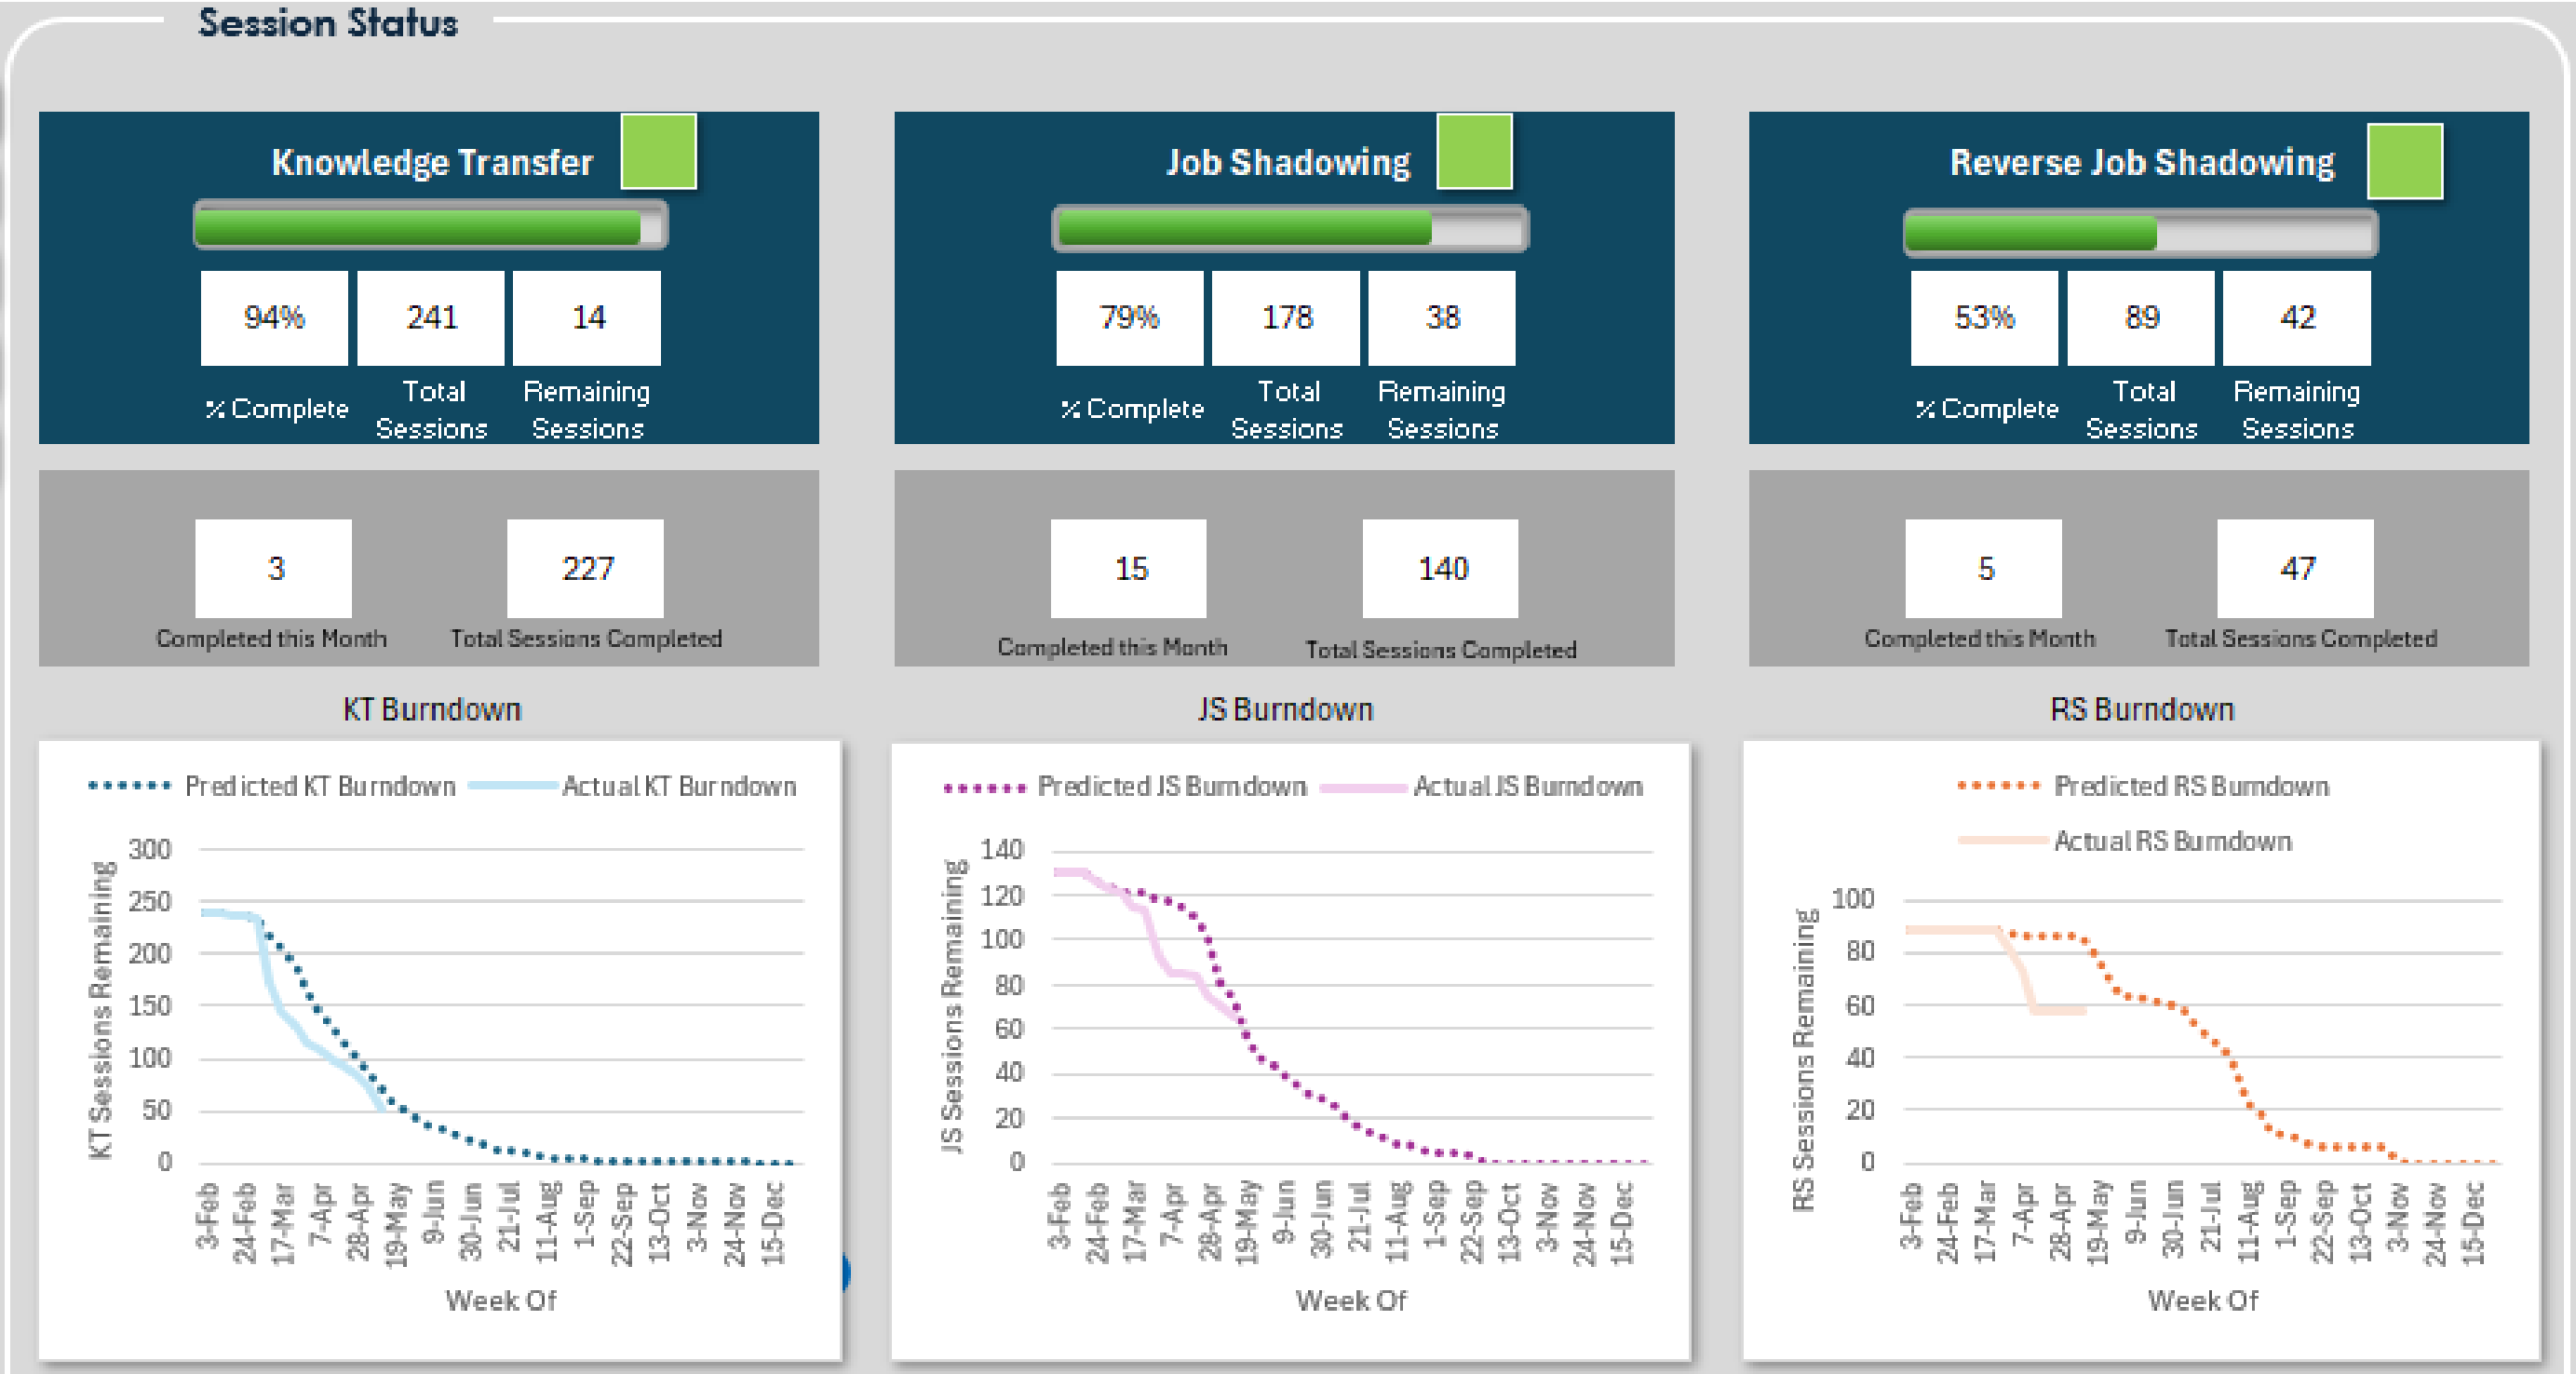 Session Status
Knowledge Transfer
94%
241
14
% Complete
Total
Sessions
Remaining
Sessions
Job Shadowing
79%
178
38
% Complete
Total
Sessions
Remaining
Sessions
Reverse Job Shadowing
53%
89
42
% Complete
Total
Sessions
Remaining
Sessions
3
227
Completed this Month
Total Sessions Completed
15
140
Completed this Month
Total Sessions Completed
5
47
Completed this Month
Total Sessions Completed
KT Burndown
Predicted KT Burndown
Actual KT Burndown
KT Sessions Remaining
300
250
200
150
100
50
0
3-Feb
24-Feb
17-Mar
7-Apr
28-Apr
19-May
9-Jun
30-Jun
21-Jul
11-Aug
1-Sep
22-Sep
13-Oct
3-Nov
24-Nov
15-Dec
Week Of
JS Burndown
Predicted JS Burndown
Actual JS Burndown
JS Sessions Remaining
140
120
100
80
60
40
20
0
3-Feb
24-Feb
17-Mar
7-Apr
28-Apr
19-May
9-Jun
30-Jun
21-Jul
11-Aug
1-Sep
22-Sep
13-Oct
3-Nov
24-Nov
15-Dec
Week Of
RS Burndown
Predicted RS Burndown
Actual RS Burndown
RS Sessions Remaining
100
80
60
40
20
0
3-Feb
24-Feb
17-Mar
7-Apr
28-Apr
19-May
9-Jun
30-Jun
21-Jul
11-Aug
1-Sep
22-Sep
13-Oct
3-Nov
24-Nov
15-Dec
Week Of